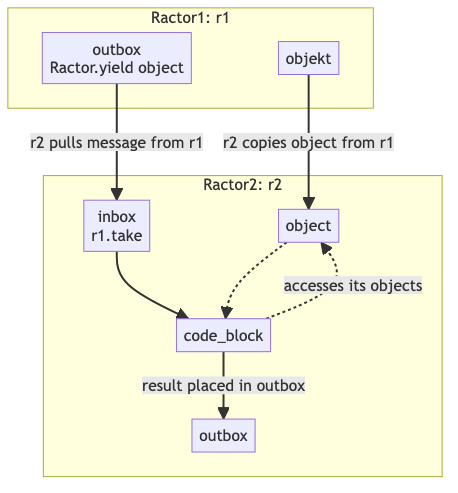 Ractor1: r1
outbox
Ractor.yield object
objekt
r2 pulls message from r1
r2 copies object from r1
Ractor2: r2
inbox
r1.take
object
accesses its objects
code_block
result placed in outbox
outbox